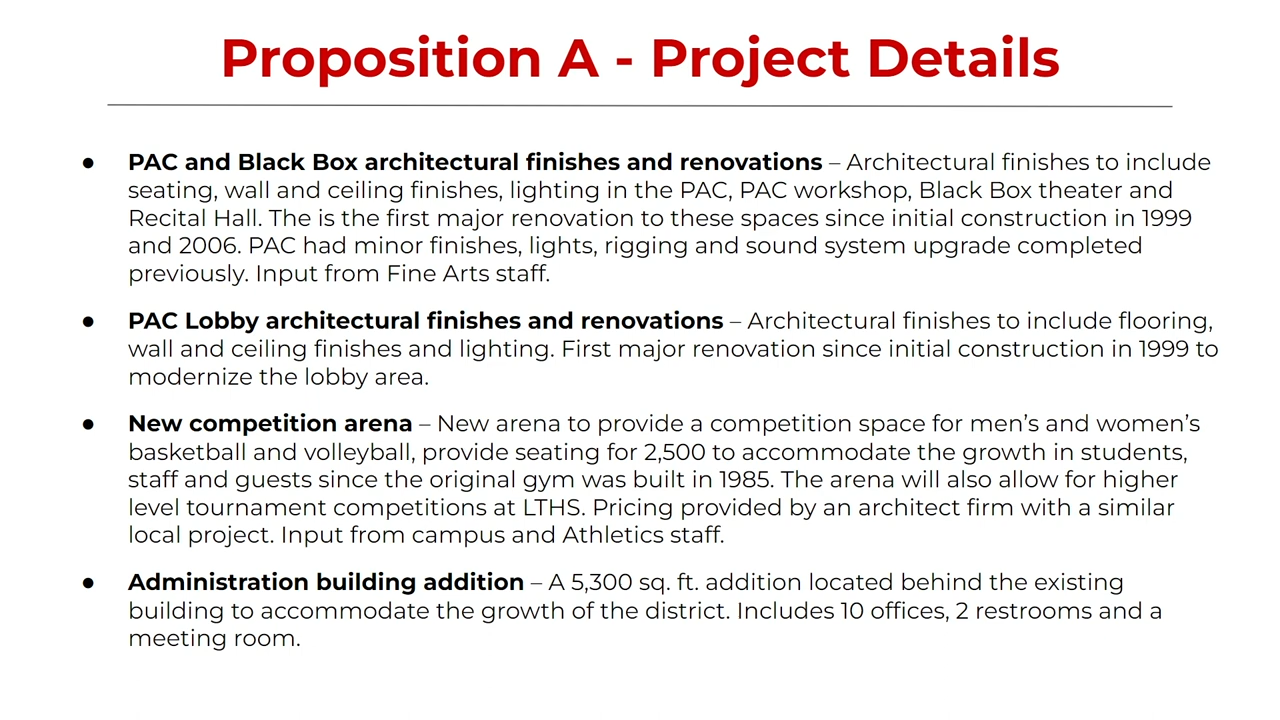 Proposition A - Project Details
● PAC and Black Box architectural finishes and renovations – Architectural finishes to include
seating, wall and ceiling finishes, lighting in the PAC, PAC workshop, Black Box theater and
Recital Hall. The is the first major renovation to these spaces since initial construction in 1999
and 2006. PAC had minor finishes, lights, rigging and sound system upgrade completed
previously. Input from Fine Arts staff.
● PAC Lobby architectural finishes and renovations – Architectural finishes to include flooring,
wall and ceiling finishes and lighting. First major renovation since initial construction in 1999 to
modernize the lobby area.
● New competition arena – New arena to provide a competition space for men’s and women’s
basketball and volleyball, provide seating for 2,500 to accommodate the growth in students,
staff and guests since the original gym was built in 1985. The arena will also allow for higher
level tournament competitions at LTHS. Pricing provided by an architect firm with a similar
local project. Input from campus and Athletics staff.
● Administration building addition – A 5,300 sq. ft. addition located behind the existing
building to accommodate the growth of the district. Includes 10 offices, 2 restrooms and a
meeting room.